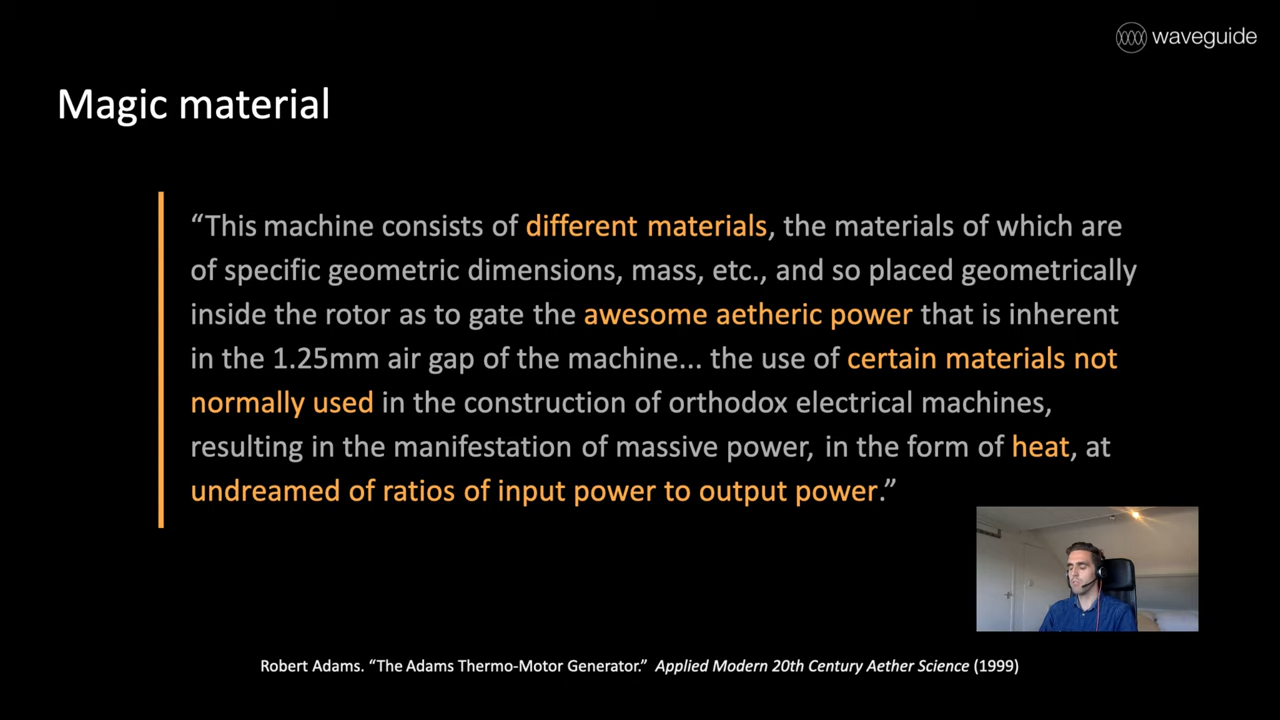 waveguide
Magic material
“This machine consists of different materials, the materials of which are
of specific geometric dimensions, mass, etc., and so placed geometrically
inside the rotor as to gate the awesome aetheric power that is inherent
in the 1.25mm air gap of the machine... the use of certain materials not
normally used in the construction of orthodox electrical machines,
resulting in the manifestation of massive power, in the form of heat, at
undreamed of ratios of input power to output power.”
Robert Adams. “The Adams Thermo-Motor Generator.” Applied Modern 20th Century Aether Science (1999)